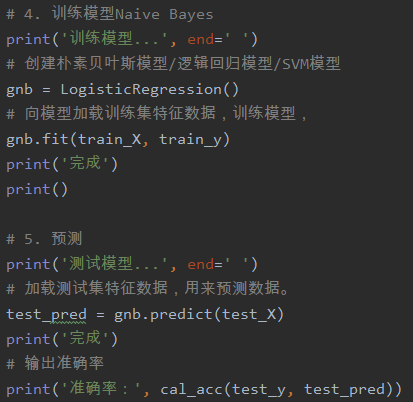 # 4. 训练模型Naive Bayes
print('训练模型...', end=' ')
# 创建朴素贝叶斯模型/逻辑回归模型/SVM模型
gnb = LogisticRegression()
# 向模型加载训练集特征数据，训练模型，
gnb.fit(train_X, train_y)
print('完成')
print()
# 5. 预测
print('测试模型...', end=' ')
# 加载测试集特征数据，用来预测数据。
test_pred = gnb.predict(test_X)
print('完成')
# 输出准确率
print('准确率：', cal_acc(test_y, test_pred))